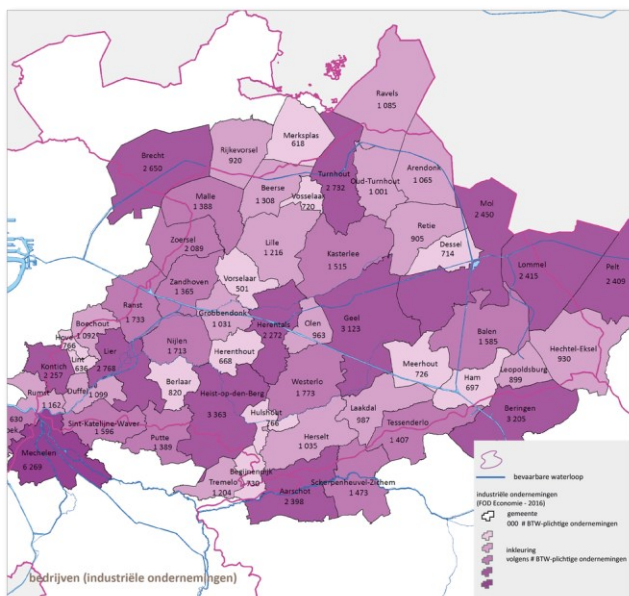 Ravels
1 085
Merksplas
618
Rijkevorsel
920
Brecht
2 650
Turnhout
2 732
Oud-Turnhout
1 001
Arendonk
1 065
Malle
1 388
Beerse
1 308
Vosselaar
720
Mol
2 450
Zoersel
2 089
Lille
1 216
Kasterlee
1 515
Retie
905
Dessel
714
Lommel
2 415
Pelt
2 409
Zandhoven
1 365
Vorselaar
501
Ranst
1 733
Grobbendonk
1 031
Herentals
2 272
Olen
963
Geel
3 123
Balen
1 585
Boechout
1 092
Hove
766
Lint
636
Lier
2 768
Nijlen
1 713
Herenthout
668
Hechtel-Eksel
930
Kontich
2 257
Meerhout
726
Ham
697
Leopoldsburg
899
Berlaar
820
Heist-op-den-Berg
3 363
Westerlo
1 773
Rumst
1 162
Duffel
1 099
Laakdal
987
Beringen
3 205
Hulshout
766
Tessenderlo
1 407
630
Sint-Katelijne-Waver
1 596
Putte
1 389
Herselt
1 035
Mechelen
6 269
Begijnendijk
730
Tremelo
1 204
Aarschot
2 398
Scherpenheuvel-Zichem
1 473
bevaarbare waterloop
industriële ondernemingen
(FOD Economie - 2016)
gemeente
000 # BTW-plichtige ondernemingen
inkleuring
volgens # BTW-plichtige ondernemingen
bedrijven (industriële ondernemingen)